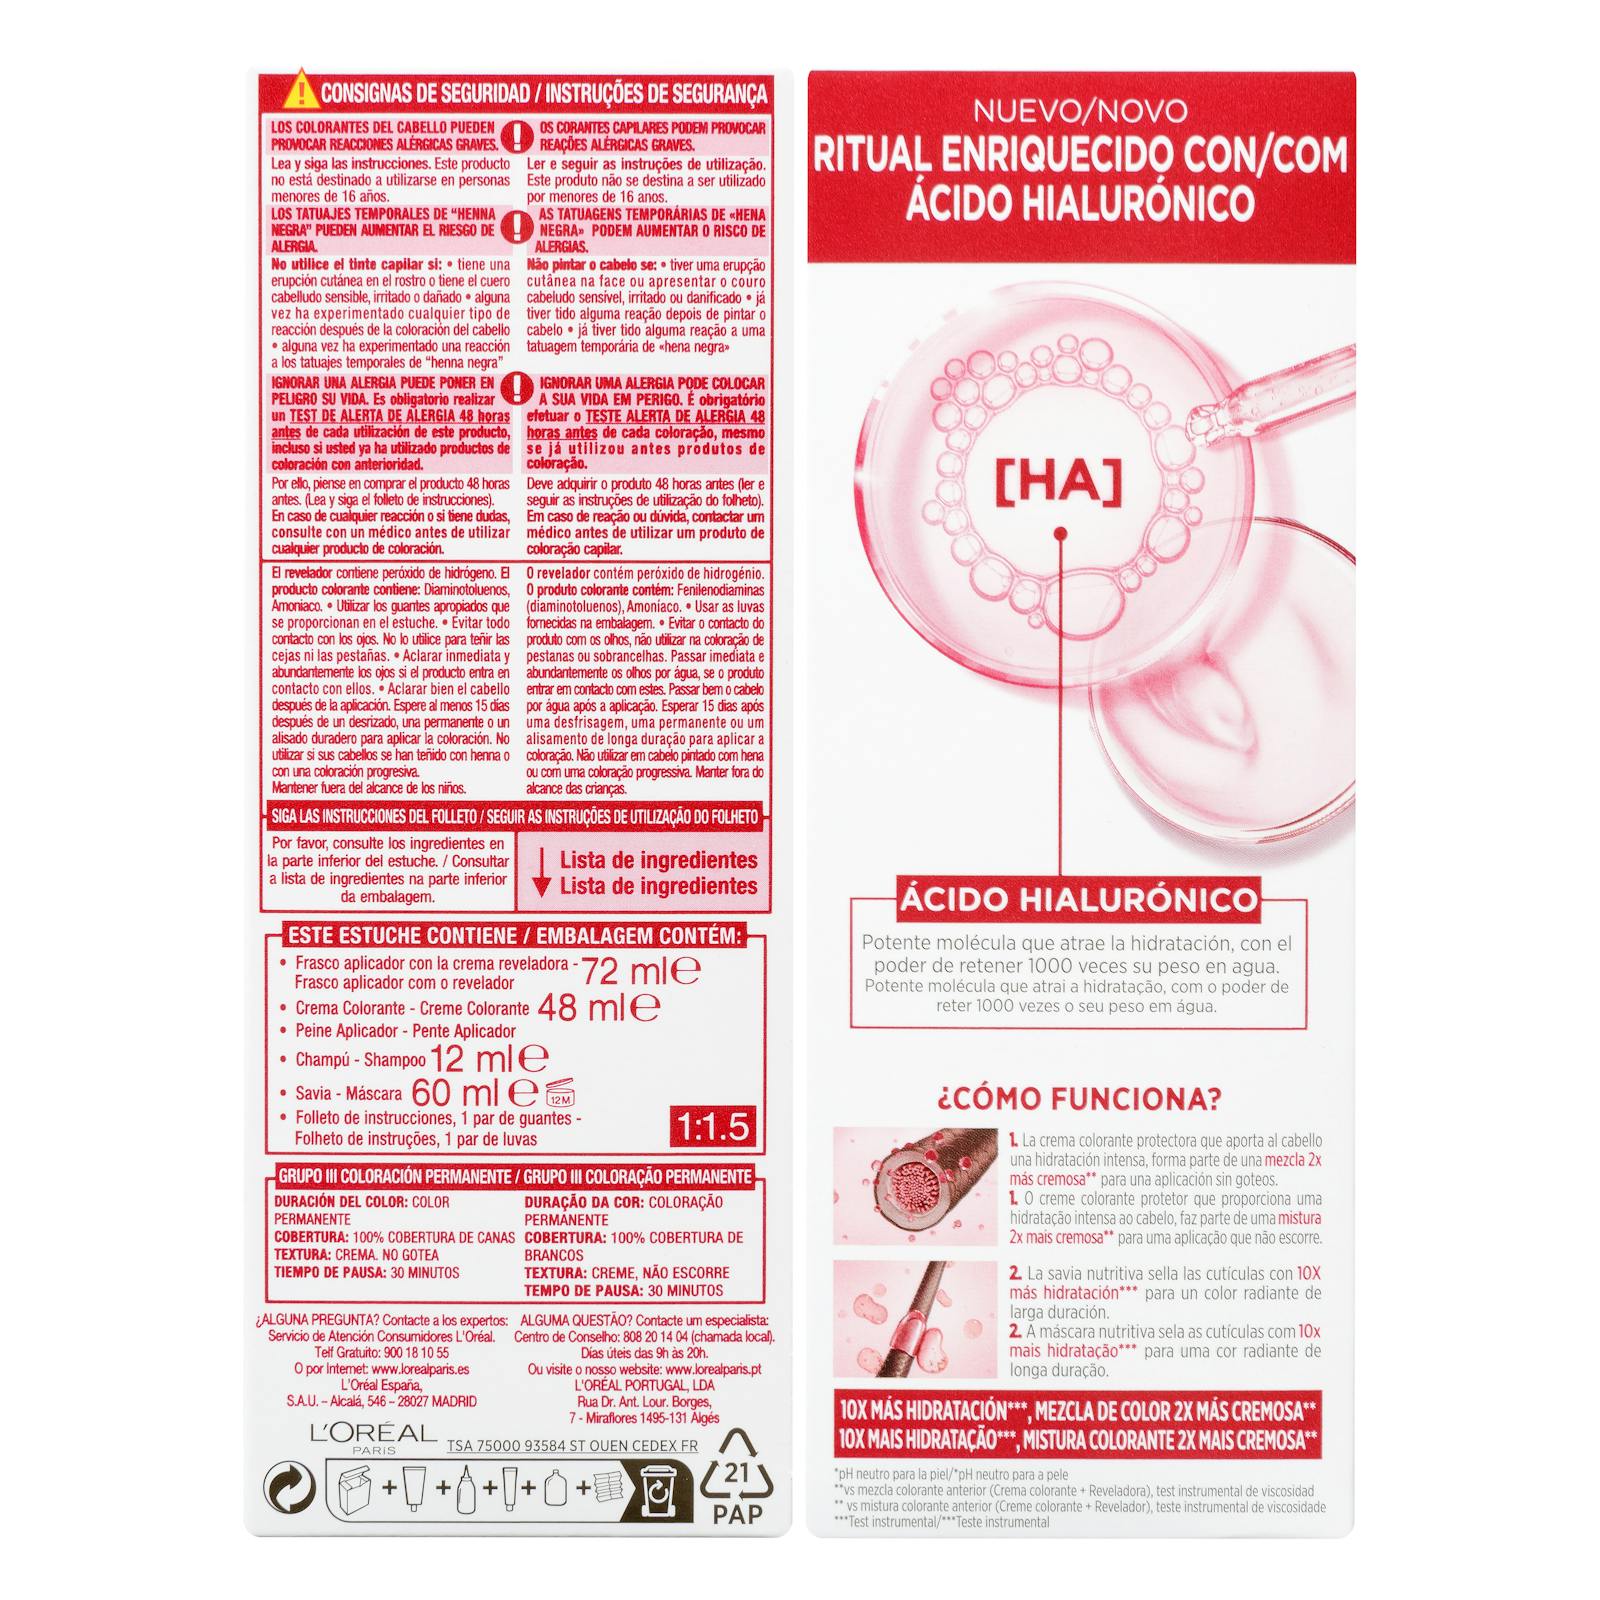 CONSIGNAS DE SEGURIDAD / INSTRUÇÕES DE SEGURANÇA
LOS COLORANTES DEL CABELLO PUEDEN
PROVOCAR REACCIONES ALÉRGICAS GRAVES.
Lea y siga las instrucciones. Este producto
no está destinado a utilizarse en personas
menores de 16 años.
LOS TATUAJES TEMPORALES DE "HENNA
NEGRA" PUEDEN AUMENTAR EL RIESGO DE
ALERGIA.
No utilice el tinte capilar si: • tiene una
erupción cutánea en el rostro o tiene el cuero
cabelludo sensible, irritado o dañado • alguna
vez ha experimentado cualquier tipo de
reacción después de la coloración del cabello
• alguna vez ha experimentado una reacción
a los tatuajes temporales de "henna negra"
IGNORAR UNA ALERGIA PUEDE PONER EN
PELIGRO SU VIDA. Es obligatorio realizar
un TEST DE ALERTA DE ALERGIA 48 horas
antes de cada utilización de este producto,
incluso si usted ya ha utilizado productos de
coloración con anterioridad.
Por ello, piense en comprar el producto 48 horas
antes. (Lea y siga el folleto de instrucciones).
En caso de cualquier reacción o si tiene dudas,
consulte con un médico antes de utilizar
cualquier producto de coloración.
OS CORANTES CAPILARES PODEM PROVOCAR
REAÇÕES ALÉRGICAS GRAVES.
Ler e seguir as instruções de utilização.
Este produto não se destina a ser utilizado
por menores de 16 anos.
AS TATUAGENS TEMPORÁRIAS DE «HENA
NEGRA» PODEM AUMENTAR O RISCO DE
ALERGIAS.
Não pintar o cabelo se: • tiver uma erupção
cutânea na face ou apresentar o couro
cabeludo sensível, irritado ou danificado • já
tiver tido alguma reação depois de pintar o
cabelo • já tiver tido alguma reação a uma
tatuagem temporária de «hena negra»
IGNORAR UMA ALERGIA PODE COLOCAR
A SUA VIDA EM PERIGO. É obrigatório
efetuar o TESTE ALERTA DE ALERGIA 48
horas antes de cada coloração, mesmo
se já utilizou antes produtos de
coloração.
Deve adquirir o produto 48 horas antes (ler e
seguir as instruções de utilização do folheto).
Em caso de reação ou dúvida, contactar um
médico antes de utilizar um produto de
coloração capilar.
El revelador contiene peróxido de hidrógeno. El
producto colorante contiene: Diaminotoluenos,
Amoniaco. • Utilizar los guantes apropiados que
se proporcionan en el estuche. • Evitar todo
contacto con los ojos. No lo utilice para teñir las
cejas ni las pestañas. • Aclarar inmediata y
abundantemente los ojos si el producto entra en
contacto con ellos. • Aclarar bien el cabello
después de la aplicación. Espere al menos 15 días
después de un desrizado, una permanente o un
alisado duradero para aplicar la coloración. No
utilizar si sus cabellos se han teñido con henna o
con una coloración progresiva.
Mantener fuera del alcance de los niños.
O revelador contém peróxido de hidrogénio.
O produto colorante contém: Fenilenodiaminas
(diaminotoluenos), Amoníaco. • Usar as luvas
fornecidas na embalagem. • Evitar o contacto do
produto com os olhos, não utilizar na coloração de
pestanas ou sobrancelhas. Passar imediata e
abundantemente os olhos por água, se o produto
entrar em contacto com estes. Passar bem o cabelo
por água após a aplicação. Esperar 15 dias após
uma desfrisagem, uma permanente ou um
alisamento de longa duração para aplicar a
coloração. Não utilizar em cabelo pintado com hena
ou com uma coloração progressiva. Manter fora do
alcance das crianças.
SIGA LAS INSTRUCCIONES DEL FOLLETO / SEGUIR AS INSTRUÇÕES DE UTILIZAÇÃO DO FOLHETO
Por favor, consulte los ingredientes en
la parte inferior del estuche. / Consultar
a lista de ingredientes na parte inferior
da embalagem.
Lista de ingredientes
Lista de ingredientes
ESTE ESTUCHE CONTIENE / EMBALAGEM CONTÉM:
• Frasco aplicador con la crema reveladora - 72 ml e
Frasco aplicador com o revelador
• Crema Colorante - Creme Colorante 48 ml e
• Peine Aplicador - Pente Aplicador
• Champú - Shampoo 12 ml e
• Savia - Máscara 60 ml e 12M
• Folleto de instrucciones, 1 par de guantes -
Folheto de instruções, 1 par de luvas
1:1.5
GRUPO III COLORACIÓN PERMANENTE / GRUPO III COLORAÇÃO PERMANENTE
DURACIÓN DEL COLOR: COLOR
PERMANENTE
COBERTURA: 100% COBERTURA DE CANAS
TEXTURA: CREMA. NO GOTEA
TIEMPO DE PAUSA: 30 MINUTOS
DURAÇÃO DA COR: COLORAÇÃO
PERMANENTE
COBERTURA: 100% COBERTURA DE
BRANCOS
TEXTURA: CREME, NÃO ESCORRE
TEMPO DE PAUSA: 30 MINUTOS
¿ALGUNA PREGUNTA? Contacte a los expertos:
Servicio de Atención Consumidores L'Oréal.
Telf Gratuito: 900 18 10 55
O por Internet: www.lorealparis.es
L'Oréal España,
S.A.U. – Alcalá, 546 – 28027 MADRID
ALGUMA QUESTÃO? Contacte um especialista:
Centro de Conselho: 808 20 14 04 (chamada local).
Dias úteis das 9h às 20h.
Ou visite o nosso website: www.lorealparis.pt
L'ORÉAL PORTUGAL, LDA
Rua Dr. Ant. Lour. Borges,
7 - Miraflores 1495-131 Algés
L'ORÉAL
PARIS
TSA 75000 93584 ST OUEN CEDEX FR
21
PAP
NUEVO/NOVO
RITUAL ENRIQUECIDO CON/COM
ÁCIDO HIALURÓNICO
[HA]
ÁCIDO HIALURÓNICO
Potente molécula que atrae la hidratación, con el
poder de retener 1000 veces su peso en agua.
Potente molécula que atrai a hidratação, com o poder de
reter 1000 vezes o seu peso em água.
¿CÓMO FUNCIONA?
1. La crema colorante protectora que aporta al cabello
una hidratación intensa, forma parte de una mezcla 2x
más cremosa** para una aplicación sin goteos.
1. O creme colorante protetor que proporciona uma
hidratação intensa ao cabelo, faz parte de uma mistura
2x mais cremosa** para uma aplicação que não escorre.
2. La savia nutritiva sella las cutículas con 10X
más hidratación*** para un color radiante de
larga duración.
2. A máscara nutritiva sela as cutículas com 10x
mais hidratação*** para uma cor radiante de
longa duração.
10X MÁS HIDRATACIÓN***, MEZCLA DE COLOR 2X MÁS CREMOSA**
10X MAIS HIDRATAÇÃO***, MISTURA COLORANTE 2X MAIS CREMOSA**
*pH neutro para la piel/*pH neutro para a pele
**vs mezcla colorante anterior (Crema colorante + Reveladora), test instrumental de viscosidad
** vs mistura colorante anterior (Creme colorante + Revelador), teste instrumental de viscosidade
***Test instrumental/***Teste instrumental